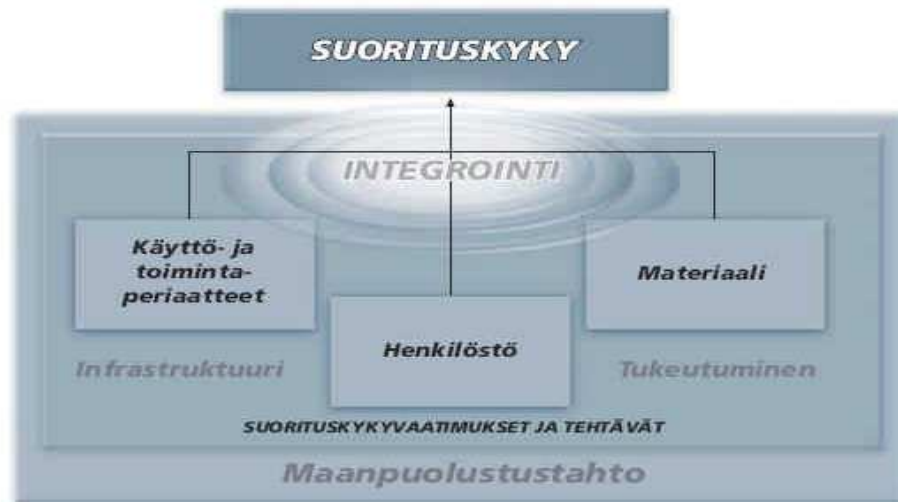 SUORITUSKYKY
INTEGROINTI
Käyttö- ja
toiminta-
periaatteet
Materiaali
Henkilöstö
Infrastruktuuri
Tukeutuminen
SUORITUSKYKYVAATIMUKSET JA TEHTÄVÄT
Maanpuolustustahto